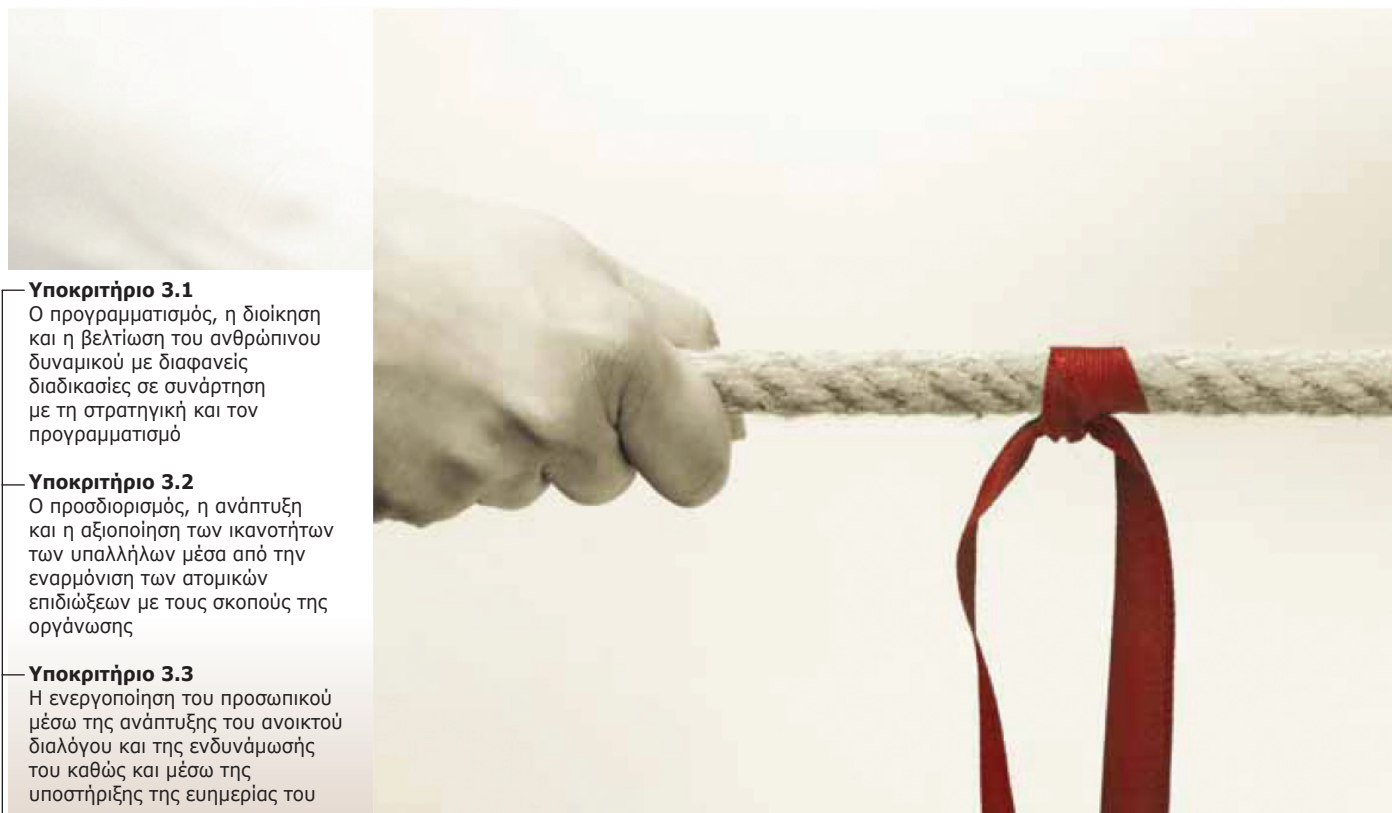 Υποκριτήριο 3.1
Ο προγραμματισμός, η διοίκηση
και η βελτίωση του ανθρώπινου
δυναμικού με διαφανείς
διαδικασίες σε συνάρτηση
με τη στρατηγική και τον
προγραμματισμό
Υποκριτήριο 3.2
Ο προσδιορισμός, η ανάπτυξη
και η αξιοποίηση των ικανοτήτων
των υπαλλήλων μέσα από την
εναρμόνιση των ατομικών
επιδιώξεων με τους σκοπούς της
οργάνωσης
Υποκριτήριο 3.3
Η ενεργοποίηση του προσωπικού
μέσω της ανάπτυξης του ανοικτού
διαλόγου και της ενδυνάμωσής
του καθώς και μέσω της
υποστήριξης της ευημερίας του